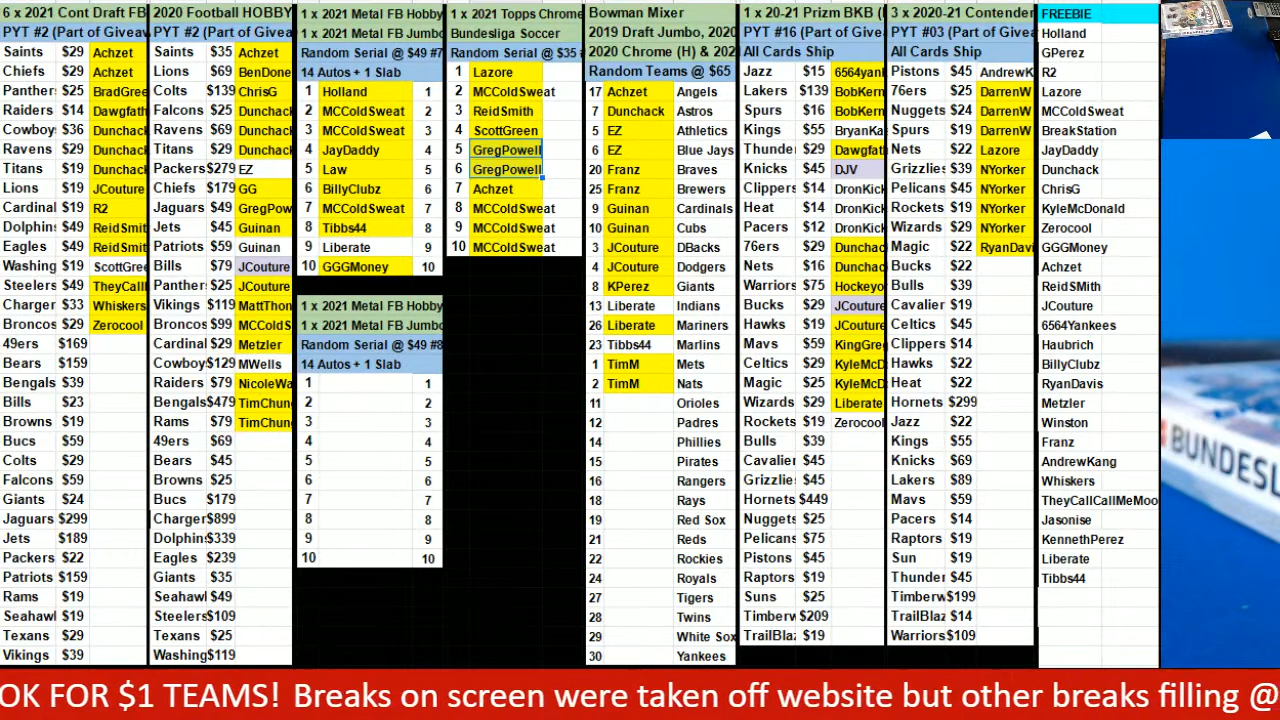 6 x 2021 Cont Draft FB
PYT #2 (Part of Giveaw
Saints $29 Achzet
Chiefs $29 Achzet
Panther $25 BradGree
Raiders $14 Dawgfath
Cowboy $36 Dunchack
Ravens $29 Dunchack
Titans $19 Dunchack
Lions $19 JCouture
Cardinal $19 R2
Dolphin $49 ReidSmit
Eagles $49 ReidSmit
Washing $19 ScottGree
Steelers $49 TheyCalll
Charger $33 Whiskers
Broncos $29 Zerocool
49ers $169
Bears $159
Bengals $39
Bills $23
Browns $19
Bucs $59
Colts $29
Falcons $59
Giants $24
Jaguars $299
Jets $189
Packers $22
Patriots $159
Rams $19
Seahawl $19
Texans $29
Vikings $39
2020 Football HOBBY
PYT #2 (Part of Giveaw
Saints $35 Achzet
Lions $69 BenDone
Colts $139 ChrisG
Falcons $25 Dunchack
Ravens $69 Dunchack
Titans $29 Dunchack
Packers $279 EZ
Chiefs $179 GG
Jaguars $49 GregPow
Jets $45 Guinan
Patriots $59 Guinan
Bills $79 JCouture
Panther $25 JCouture
Vikings $119 MattThon
Bronco $99 MCColdS
Cardinal $29 Metzler
Cowboy $129 MWells
Raiders $79 NicoleWa
Bengals $479 TimChung
Rams $79 TimChung
49ers $69
Bears $45
Browns $25
Bucs $179
Charger $899
Dolphin $339
Eagles $239
Giants $35
Seahawl $49
Steelers $109
Texans $25
Washing $119
1 x 2021 Metal FB Hobby
1 x 2021 Metal FB Jumbo
Random Serial @ $49 #7
14 Autos + 1 Slab
1 Holland 1
2 MCColdSweat 2
3 MCColdSweat 3
4 JayDaddy 4
5 Law 5
6 BillyClubz 6
7 MCColdSweat 7
8 Tibbs44 8
9 Liberate 9
10 GGGMoney 10
1 x 2021 Metal FB Hobby
1 x 2021 Metal FB Jumbo
Random Serial @ $49 #8
14 Autos + 1 Slab
1 1
2 2
3 3
4 4
5 5
6 6
7 7
8 8
9 9
10 10
1 x 2021 Topps Chrome
Bundesliga Soccer
Random Serial @ $35 #
1 Lazore
2 MCColdSweat
3 ReidSmith
4 ScottGreen
5 GregPowell
6 GregPowell
7 Achzet
8 MCColdSweat
9 MCColdSweat
10 MCColdSweat
Bowman Mixer
2019 Draft Jumbo, 2020
2020 Chrome (H) & 202
Random Teams @ $65
17 Achzet Angels
7 Dunchack Astros
5 EZ Athletics
6 EZ Blue Jays
20 Franz Braves
25 Franz Brewers
9 Guinan Cardinals
10 Guinan Cubs
3 JCouture DBacks
4 JCouture Dodgers
8 KPerez Giants
13 Liberate Indians
26 Liberate Mariners
23 Tibbs44 Marlins
1 TimM Mets
2 TimM Nats
11 Orioles
12 Padres
14 Phillies
15 Pirates
16 Rangers
18 Rays
19 Red Sox
21 Reds
22 Rockies
24 Royals
27 Tigers
28 Twins
29 White Sox
30 Yankees
1 x 20-21 Prizm BKB (
PYT #16 (Part of Givea
All Cards Ship
Jazz $15 6564yanl
Lakers $139 BobKern
Spurs $16 BobKern
Kings $55 BryanKa
Thunde $29 Dawgfatl
Knicks $45 DJV
Clippers $14 DronKick
Heat $14 DronKick
Pacers $12 DronKick
76ers $29 Dunchac
Nets $16 Dunchac
Warriors $75 Hockeyo
Bucks $29 JCouture
Hawks $19 JCouture
Mavs $59 KingGre
Celtics $29 KyleMcD
Magic $25 KyleMcD
Wizards $29 Liberate
Rockets $19 Zerocool
Bulls $39
Cavalier $45
Grizzlie $45
Hornets $449
Nuggets $25
Pelicans $75
Pistons $45
Raptors $19
Suns $25
Timberw $209
TrailBlaz $19
3 x 2020-21 Contender
PYT #03 (Part of Givea
All Cards Ship
Pistons $45 AndrewK
76ers $25 DarrenW
Nuggets $24 DarrenW
Spurs $19 DarrenW
Nets $22 Lazore
Grizzlies $39 NYorker
Pelicans $45 NYorker
Rockets $19 NYorker
Wizards $29 NYorker
Magic $22 RyanDavi
Bucks $22
Bulls $39
Cavalier $19
Celtics $45
Clippers $14
Hawks $22
Heat $22
Hornets $299
Jazz $22
Kings $55
Knicks $69
Lakers $89
Mavs $59
Pacers $14
Raptors $19
Sun $19
Thunder $45
Timberw $199
TrailBlaz $14
Warriors $109
FREEBIE
Holland
GPerez
R2
Lazore
MCColdSweat
BreakStation
JayDaddy
Dunchack
ChrisG
KyleMcDonald
Zerocool
GGGMoney
Achzet
ReidSMith
JCouture
6564Yankees
Haubrich
BillyClubz
RyanDavis
Metzler
Winston
Franz
AndrewKang
Whiskers
TheyCallCallMeMoo
Jasonise
KennethPerez
Liberate
Tibbs44
BUNDESL
OK FOR $1 TEAMS! Breaks on screen were taken off website but other breaks filling @